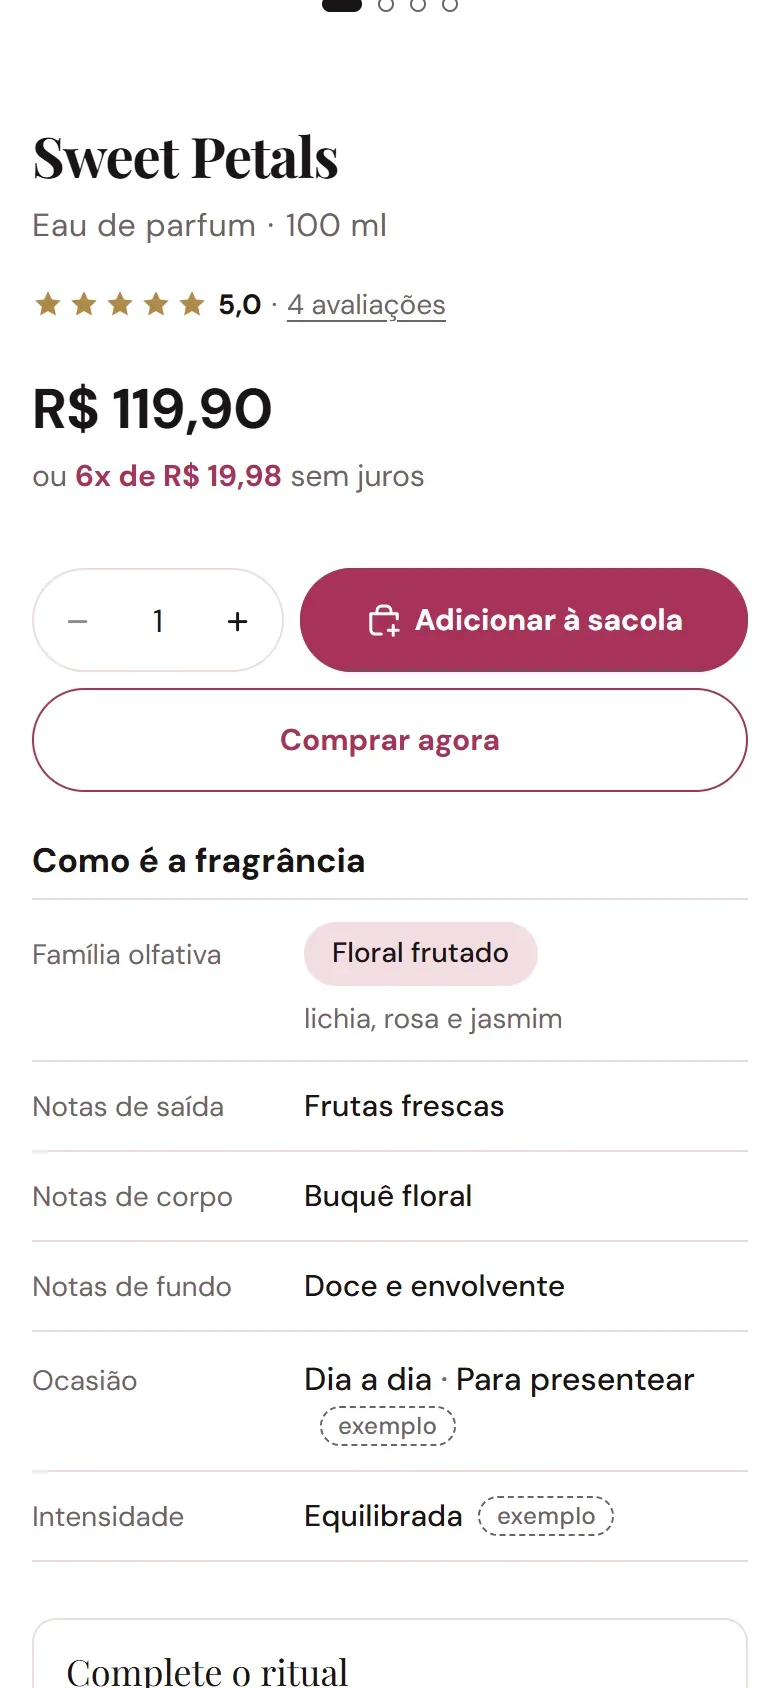 Sweet Petals
Eau de parfum · 100 ml
5,0 · 4 avaliações
R$ 119,90
ou 6x de R$ 19,98 sem juros
− 1 + Adicionar à sacola
Comprar agora
Como é a fragrância
Família olfativa Floral frutado
lichia, rosa e jasmim
Notas de saída Frutas frescas
Notas de corpo Buquê floral
Notas de fundo Doce e envolvente
Ocasião Dia a dia · Para presentear
exemplo
Intensidade Equilibrada exemplo
Complete o ritual